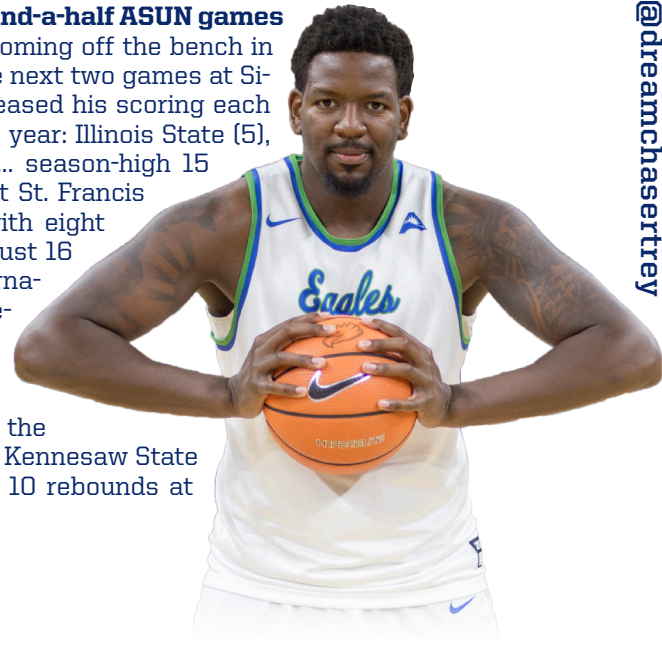 nd-a-half ASUN games
oming off the bench in
e next two games at Si-
eased his scoring each
year: Illinois State (5),
... season-high 15
t St. Francis
ith eight
ust 16
rna-
e-
the
Kennesaw State
10 rebounds at
@dreamchasertrey
Eagles
HYPERELITE